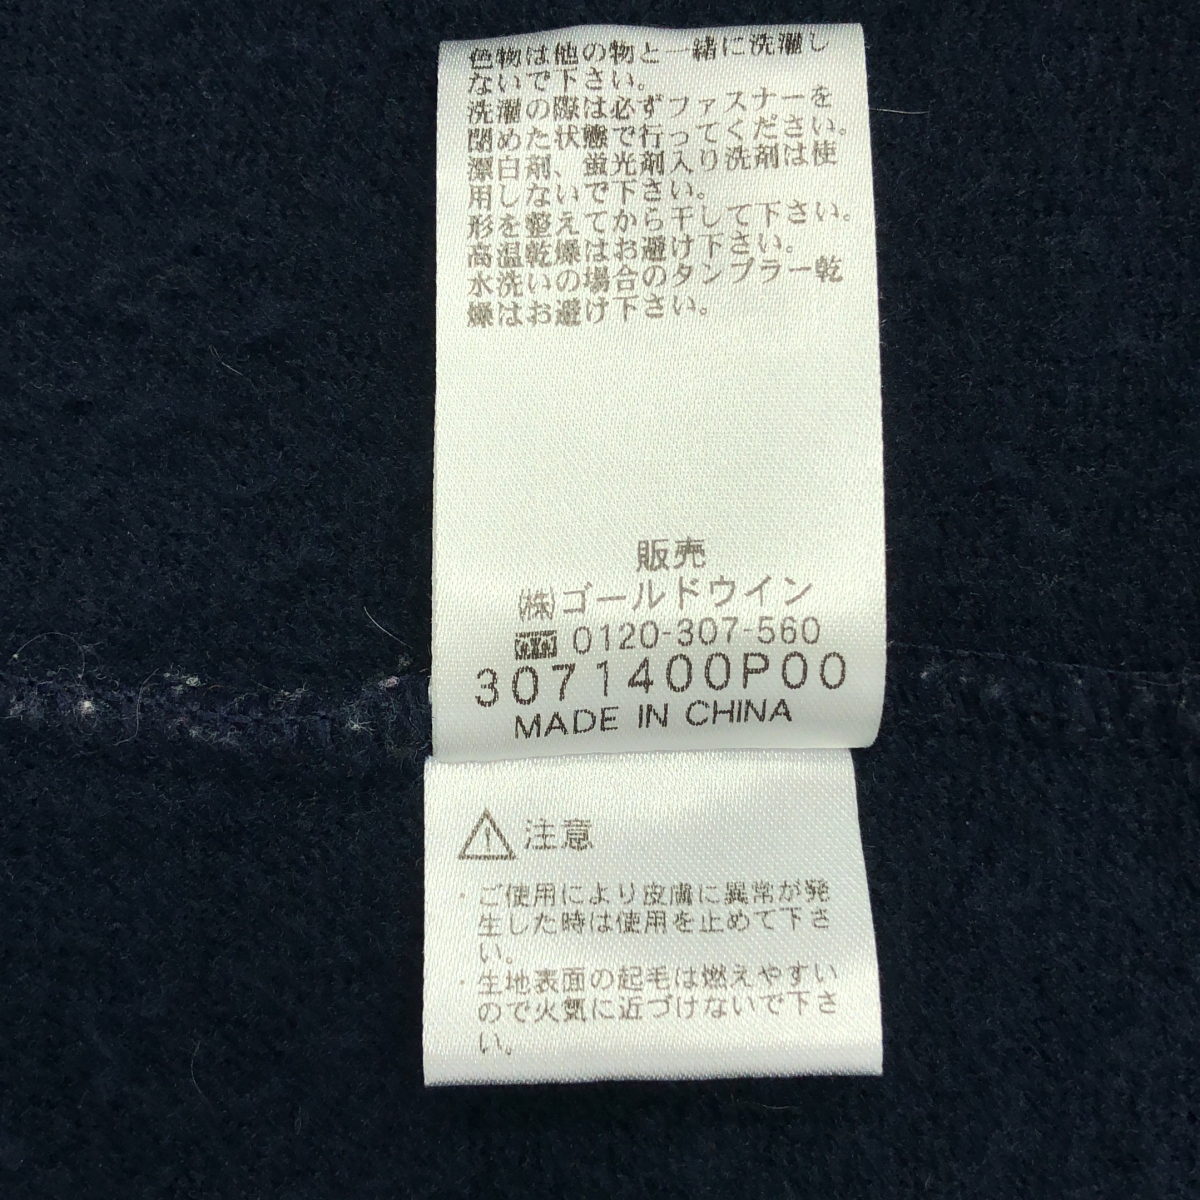 色物は他の物と一緒に洗濯し
ないで下さい。
洗濯の際は必ずファスナーを
閉めた状態で行ってください。
漂白剤、蛍光剤入り洗剤は使
用しないで下さい。
形を整えてから干して下さい。
高温乾燥はお避け下さい。
水洗いの場合のタンブラー乾
燥はお避け下さい。
販売
㈱ゴールドウイン
0120-307-560
3071400P00
MADE IN CHINA
注意
・ご使用により皮膚に異常が発
生した時は使用を止めて下さ
い。
・生地表面の起毛は燃えやすい
ので火気に近づけないで下さ
い。